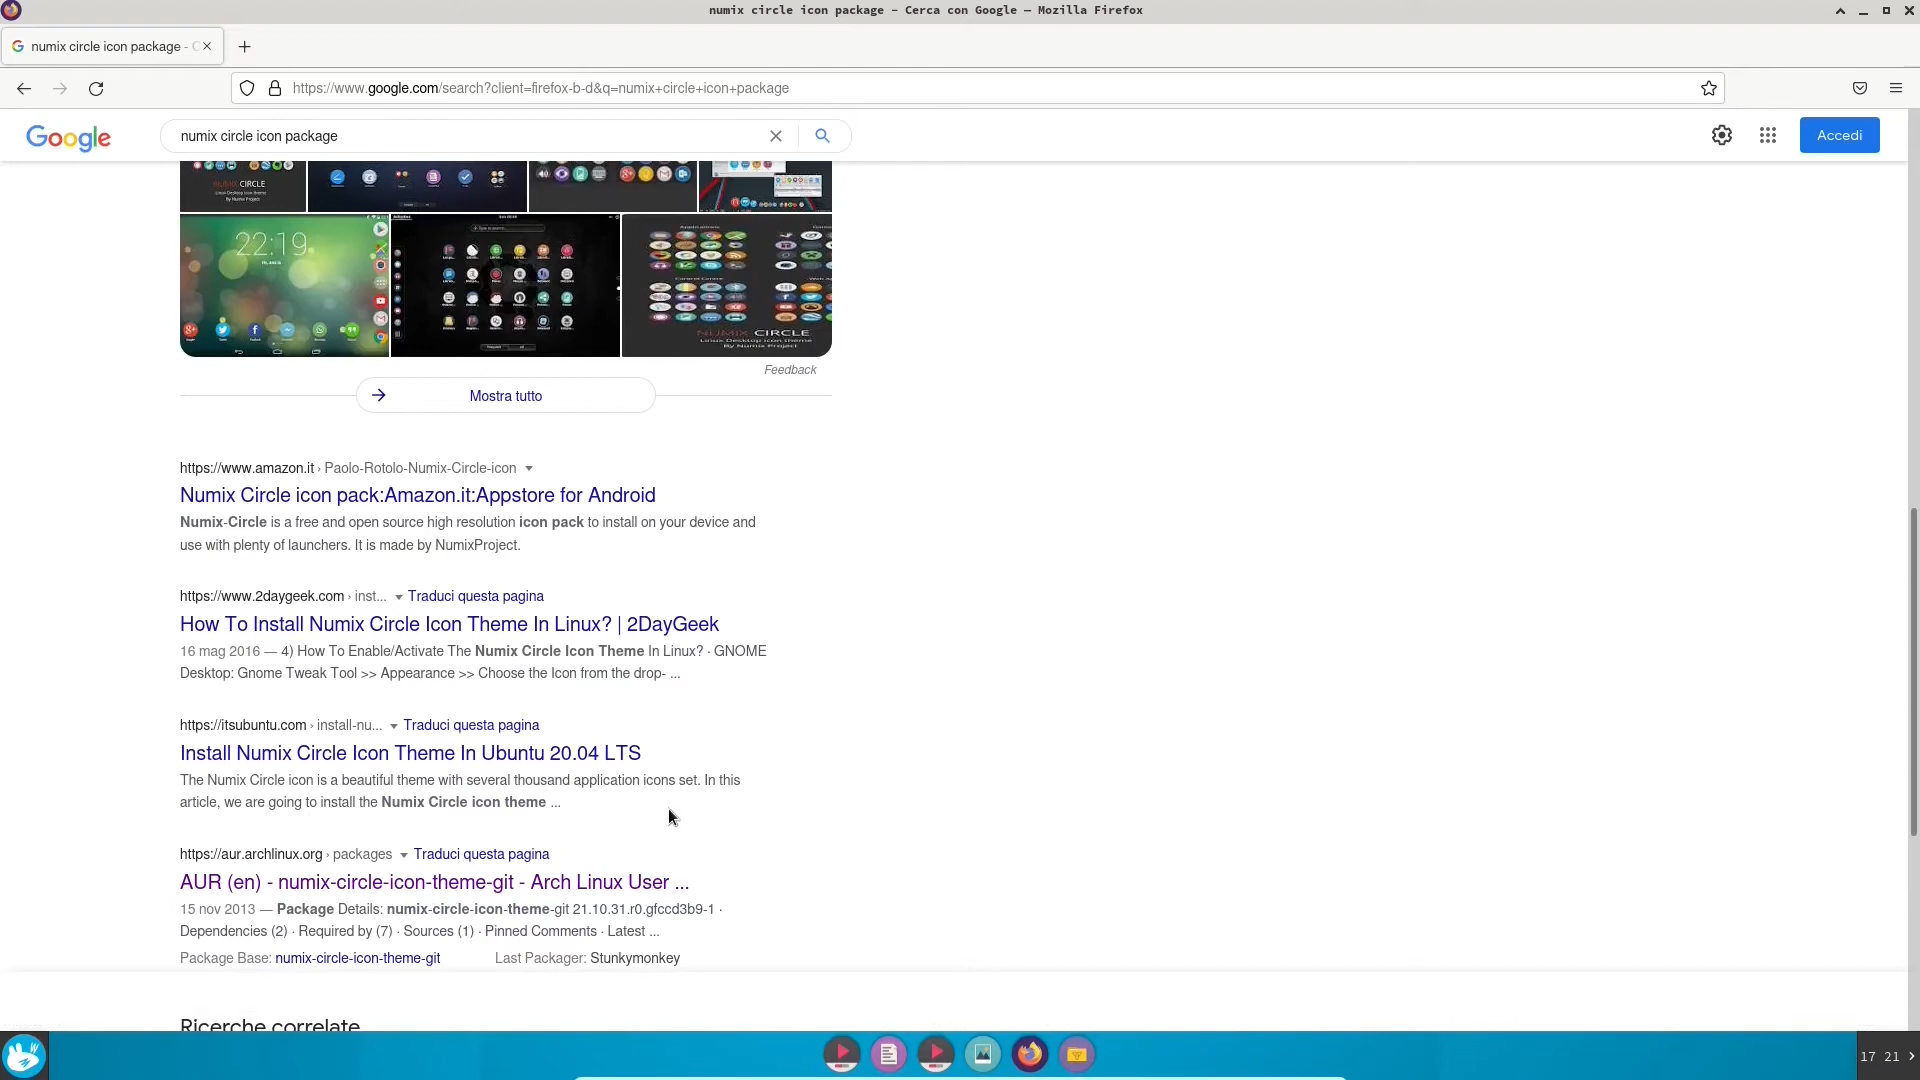 numix circle icon package - Cerca con Google — Mozilla Firefox
numix circle icon package -
https://www.google.com/search?client=firefox-b-d&q=numix+circle+icon+package
Google
numix circle icon package
Accedi
CIRCLE
22:19
NUMIX CIRCLE
Linux Desktop icon theme
By Numix Project
Feedback
Mostra tutto
https://www.amazon.it › Paolo-Rotolo-Numix-Circle-icon
Numix Circle icon pack:Amazon.it:Appstore for Android
Numix-Circle is a free and open source high resolution icon pack to install on your device and
use with plenty of launchers. It is made by NumixProject.
https://www.2daygeek.com › inst... Traduci questa pagina
How To Install Numix Circle Icon Theme In Linux? | 2DayGeek
16 mag 2016 — 4) How To Enable/Activate The Numix Circle Icon Theme In Linux? · GNOME
Desktop: Gnome Tweak Tool >> Appearance >> Choose the Icon from the drop- ...
https://itsubuntu.com › install-nu... Traduci questa pagina
Install Numix Circle Icon Theme In Ubuntu 20.04 LTS
The Numix Circle icon is a beautiful theme with several thousand application icons set. In this
article, we are going to install the Numix Circle icon theme ...
https://aur.archlinux.org › packages Traduci questa pagina
AUR (en) - numix-circle-icon-theme-git - Arch Linux User ...
15 nov 2013 — Package Details: numix-circle-icon-theme-git 21.10.31.r0.gfccd3b9-1 ·
Dependencies (2) · Required by (7) · Sources (1) · Pinned Comments · Latest ...
Package Base: numix-circle-icon-theme-git Last Packager: Stunkymonkey
Ricerche correlate
17 21